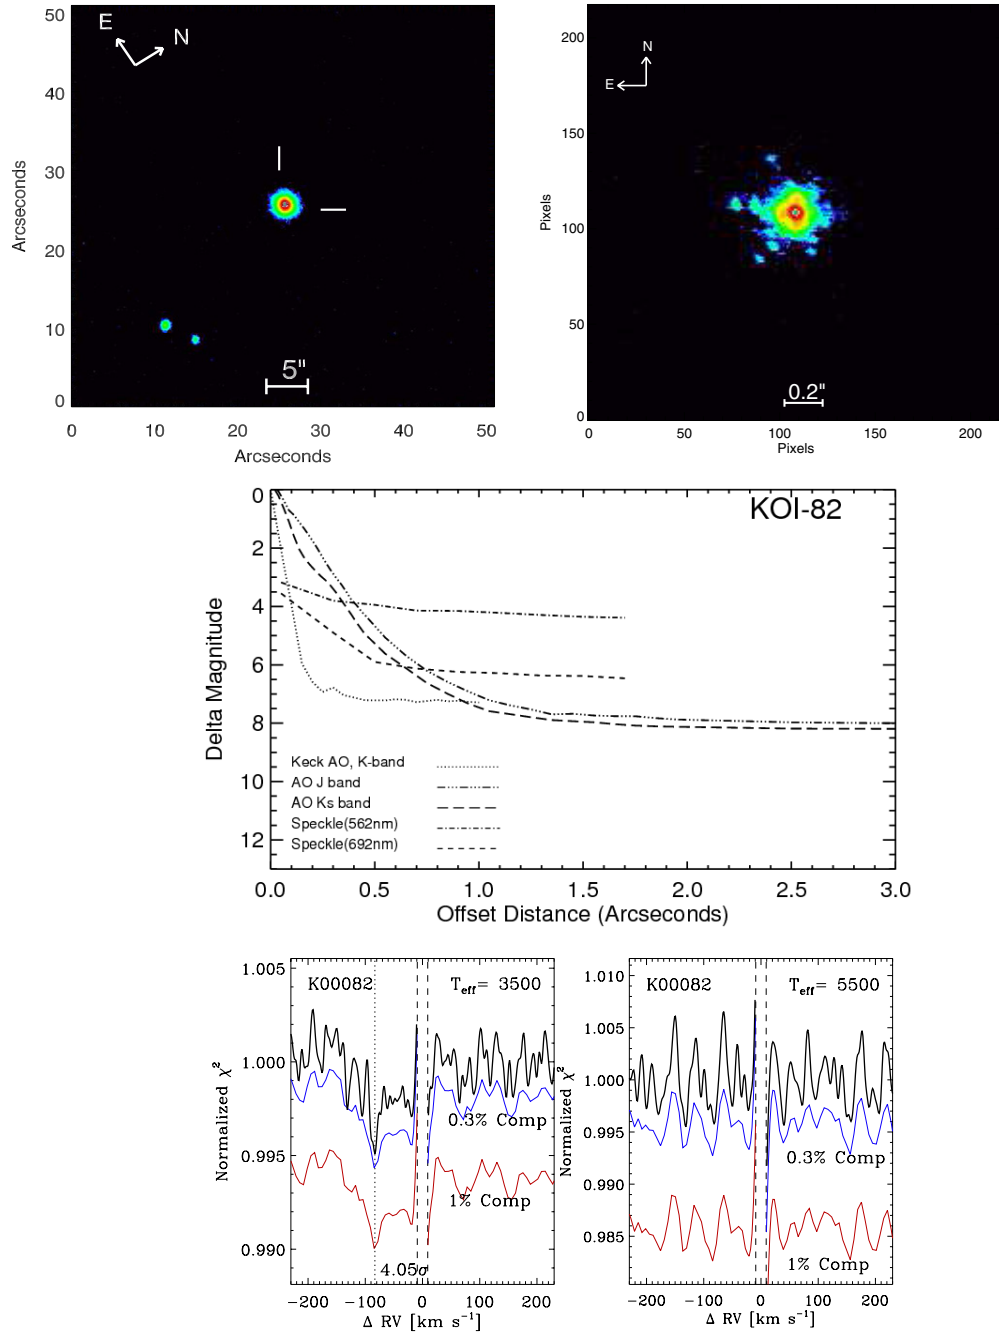 50
40
30
20
10
0
Arcseconds
E
N
5"
0
10
20
30
40
50
Arcseconds
200
150
100
50
0
Pixels
N
E
0.2"
0
50
100
150
200
Pixels
KOI-82
0
2
4
6
8
10
12
Delta Magnitude
Keck AO, K-band
AO J band
AO Ks band
Speckle(562nm)
Speckle(692nm)
0.0
0.5
1.0
1.5
2.0
2.5
3.0
Offset Distance (Arcseconds)
1.005
1.000
0.995
0.990
Normalized χ²
K00082
Teff= 3500
0.3% Comp
1% Comp
4.05σ
-200
-100
0
100
200
Δ RV [km s⁻¹]
1.010
1.005
1.000
0.995
0.990
0.985
Normalized χ²
K00082
Teff= 5500
0.3% Comp
1% Comp
-200
-100
0
100
200
Δ RV [km s⁻¹]